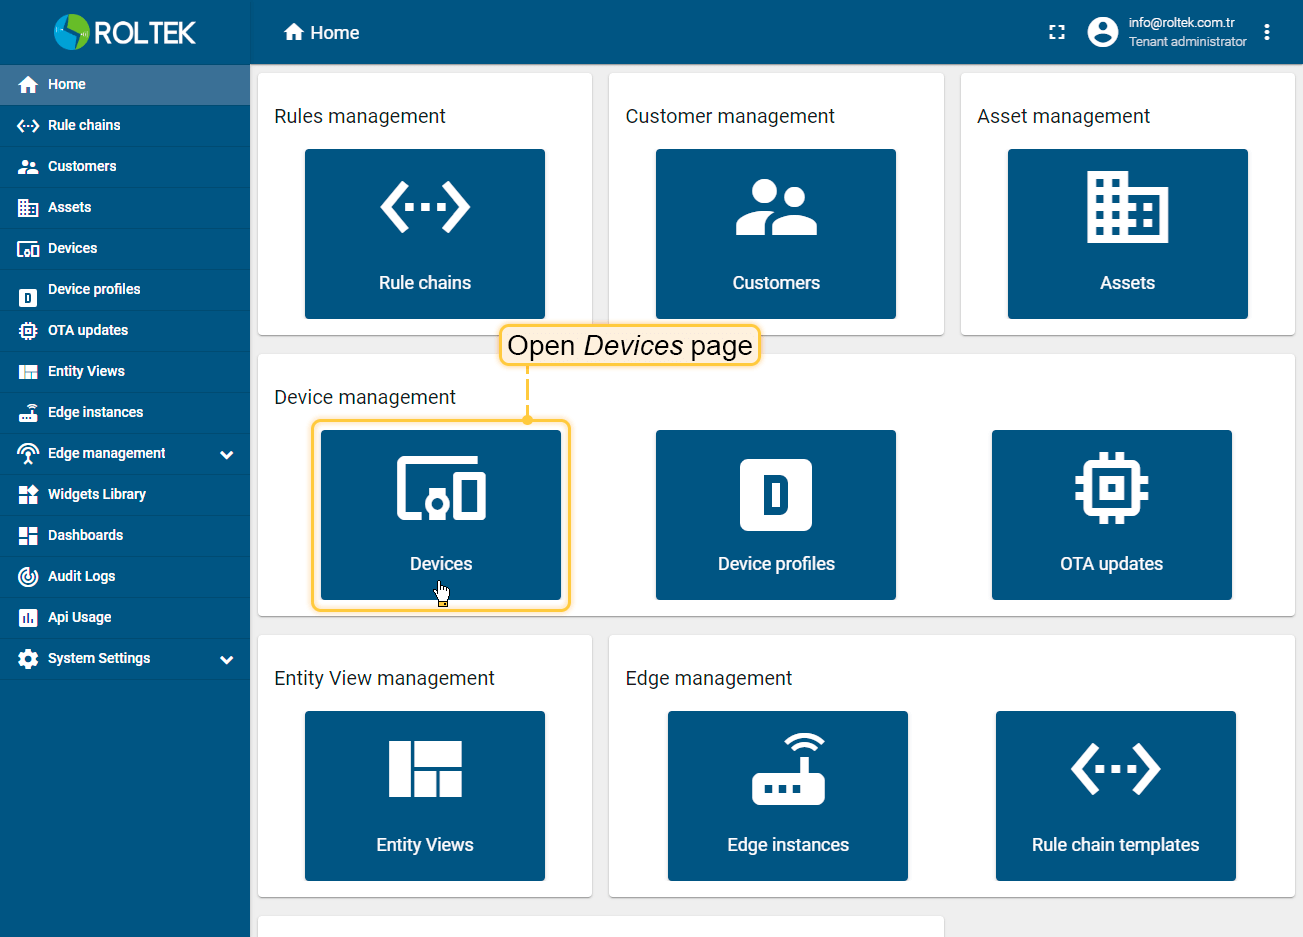 ROLTEK
Home
info@roltek.com.tr
Tenant administrator
Home
Rule chains
Customers
Assets
Devices
Device profiles
OTA updates
Entity Views
Edge instances
Edge management
Widgets Library
Dashboards
Audit Logs
Api Usage
System Settings
Rules management
Rule chains
Customer management
Customers
Asset management
Assets
Open Devices page
Device management
Devices
D
Device profiles
OTA updates
Entity View management
Entity Views
Edge management
Edge instances
Rule chain templates